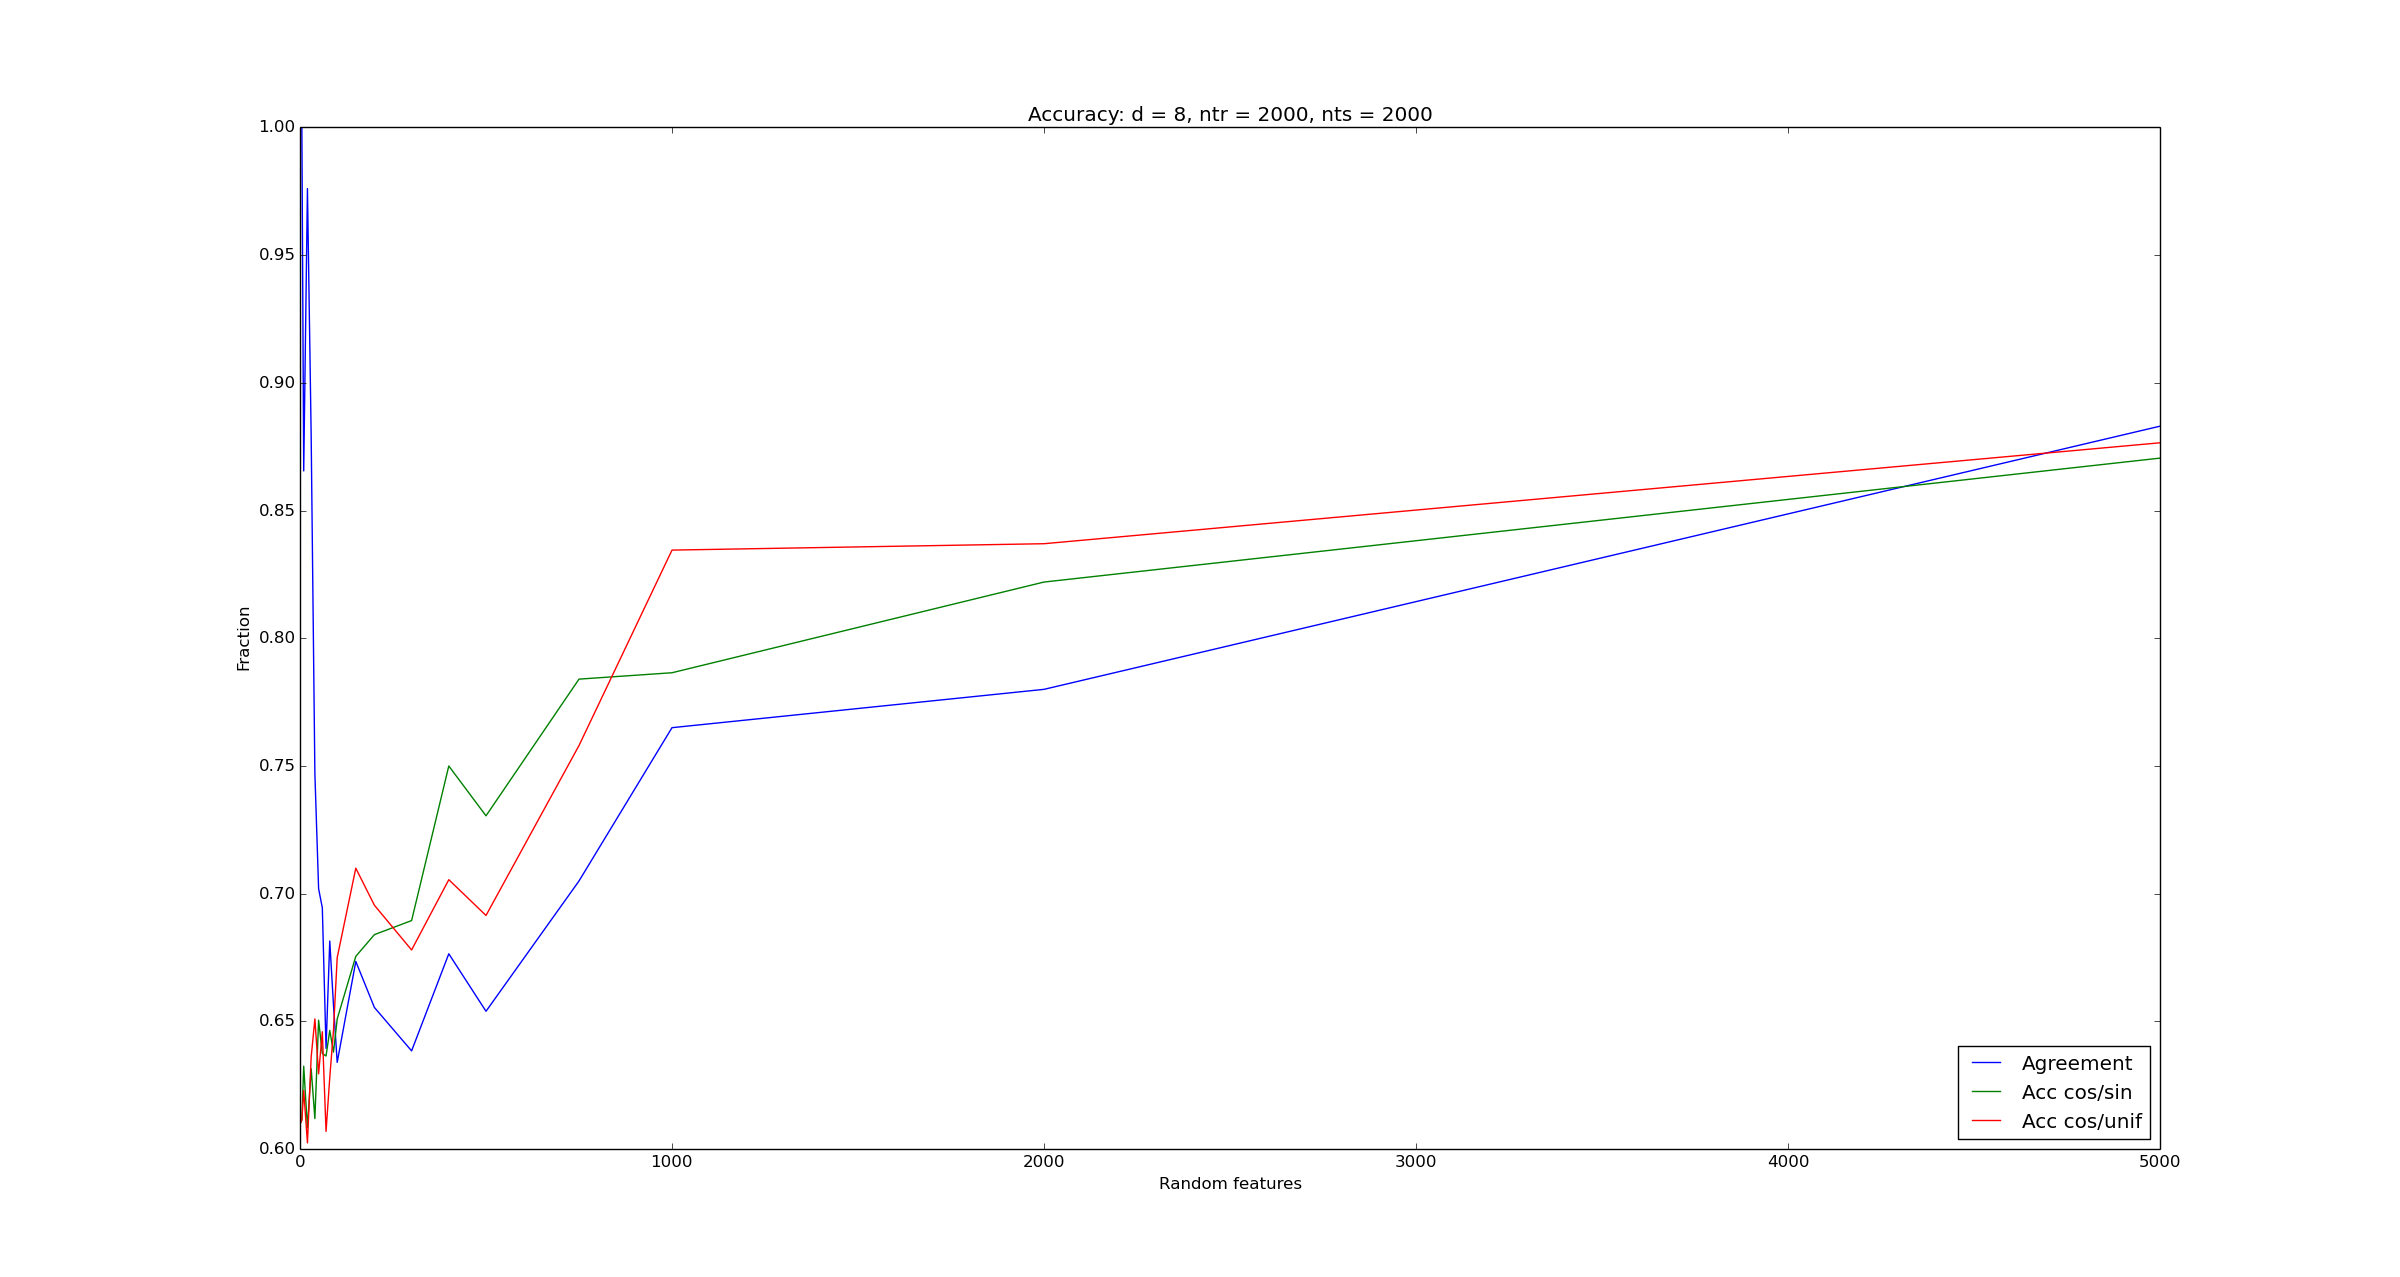 Accuracy: d = 8, ntr = 2000, nts = 2000
1.00
0.95
0.90
0.85
0.80
0.75
0.70
0.65
0.60
Fraction
0 1000 2000 3000 4000 5000
Random features
Agreement
Acc cos/sin
Acc cos/unif